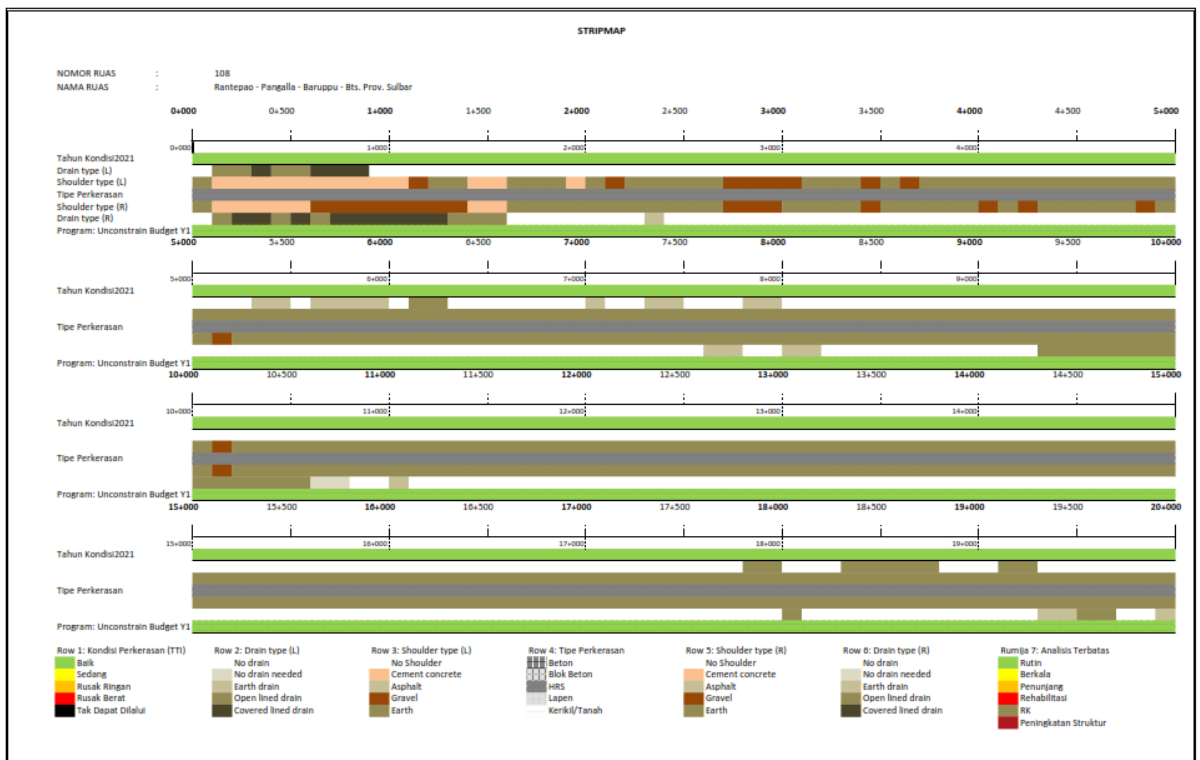 STRIPMAP
NOMOR RUAS : 108
NAMA RUAS : Rantepao - Pangalla - Baruppu - Bts. Prov. Sulbar
0+000 0+500 1+000 1+500 2+000 2+500 3+000 3+500 4+000 4+500 5+000
0+000 1+000 2+000 3+000 4+000
Tahun Kondisi2021
Drain type (L)
Shoulder type (L)
Tipe Perkerasan
Shoulder type (R)
Drain type (R)
Program: Unconstrain Budget Y1
5+000 5+500 6+000 6+500 7+000 7+500 8+000 8+500 9+000 9+500 10+000
5+000 6+000 7+000 8+000 9+000
Tahun Kondisi2021
Tipe Perkerasan
Program: Unconstrain Budget Y1
10+000 10+500 11+000 11+500 12+000 12+500 13+000 13+500 14+000 14+500 15+000
10+000 11+000 12+000 13+000 14+000
Tahun Kondisi2021
Tipe Perkerasan
Program: Unconstrain Budget Y1
15+000 15+500 16+000 16+500 17+000 17+500 18+000 18+500 19+000 19+500 20+000
15+000 16+000 17+000 18+000 19+000
Tahun Kondisi2021
Tipe Perkerasan
Program: Unconstrain Budget Y1
Row 1: Kondisi Perkerasan (TTI) Row 2: Drain type (L) Row 3: Shoulder type (L) Row 4: Tipe Perkerasan Row 5: Shoulder type (R) Row 6: Drain type (R) Rumija 7: Analisis Terbatas
Baik No drain No Shoulder Beton No Shoulder No drain Rutin
Sedang No drain needed Cement concrete Blok Beton Cement concrete No drain needed Berkala
Rusak Ringan Earth drain Asphalt HRS Asphalt Earth drain Penunjang
Rusak Berat Open lined drain Gravel Lapen Gravel Open lined drain Rehabilitasi
Tak Dapat Dilalui Covered lined drain Earth Kerikil/Tanah Earth Covered lined drain RK
Peningkatan Struktur